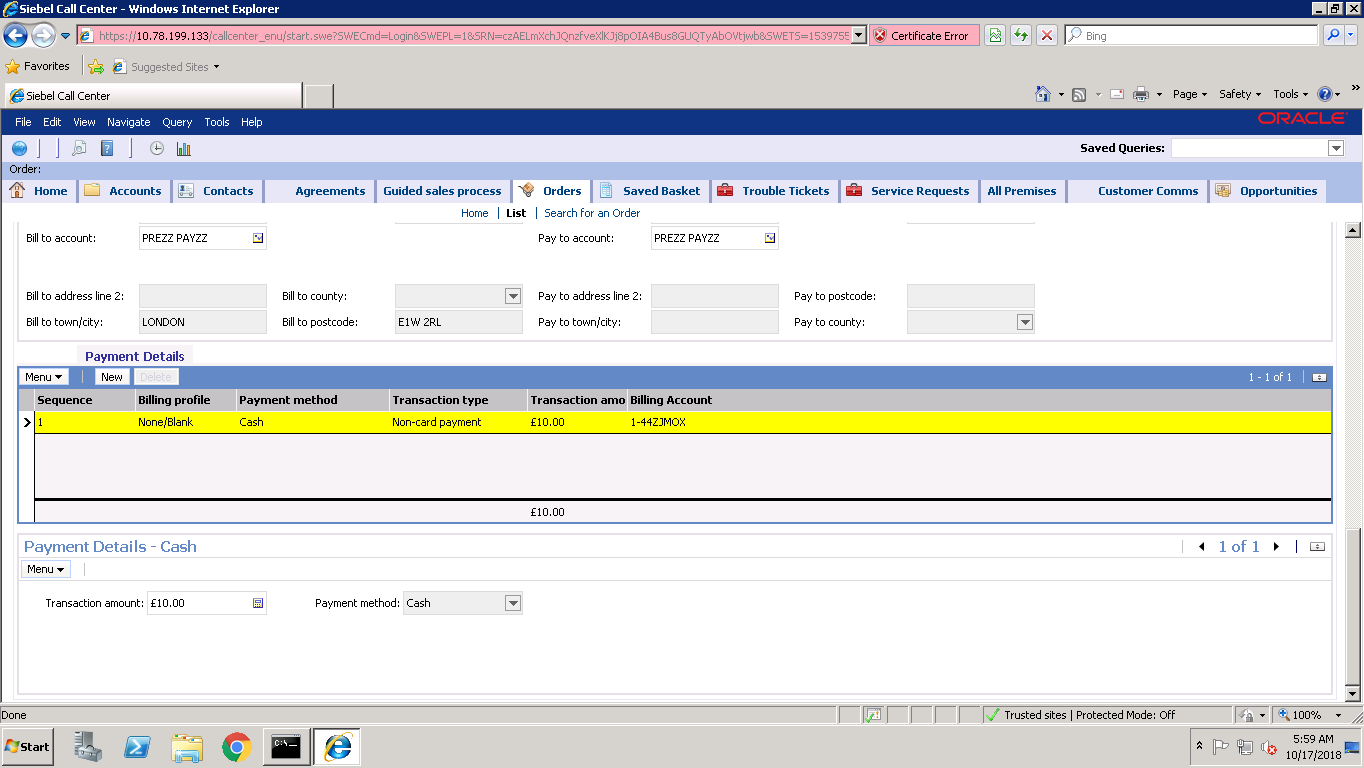 Siebel Call Center - Windows Internet Explorer
https://10.78.199.133/callcenter_enu/start.swe?SWECmd=Login&SWEPL=1&SRN=czAELmXchJQnzfveXlKJj8pOIA4Bus8GUQTyAbOVtjwb&SWETS=1539755
Certificate Error
Bing
Favorites
Suggested Sites
Siebel Call Center
Page
Safety
Tools
File Edit View Navigate Query Tools Help
ORACLE
Saved Queries:
Order:
Home Accounts Contacts Agreements Guided sales process Orders Saved Basket Trouble Tickets Service Requests All Premises Customer Comms Opportunities
Home List Search for an Order
Bill to account: PREZZ PAYZZ Pay to account: PREZZ PAYZZ
Bill to address line 2: Bill to county: Pay to address line 2: Pay to postcode:
Bill to town/city: LONDON Bill to postcode: E1W 2RL Pay to town/city: Pay to county:
Payment Details
Menu New Delete 1 - 1 of 1
Sequence Billing profile Payment method Transaction type Transaction amo Billing Account
1 None/Blank Cash Non-card payment £10.00 1-44ZJMOX
£10.00
Payment Details - Cash 1 of 1
Menu
Transaction amount: £10.00 Payment method: Cash
Done Trusted sites | Protected Mode: Off 100%
Start
C:\_
5:59 AM
10/17/2018